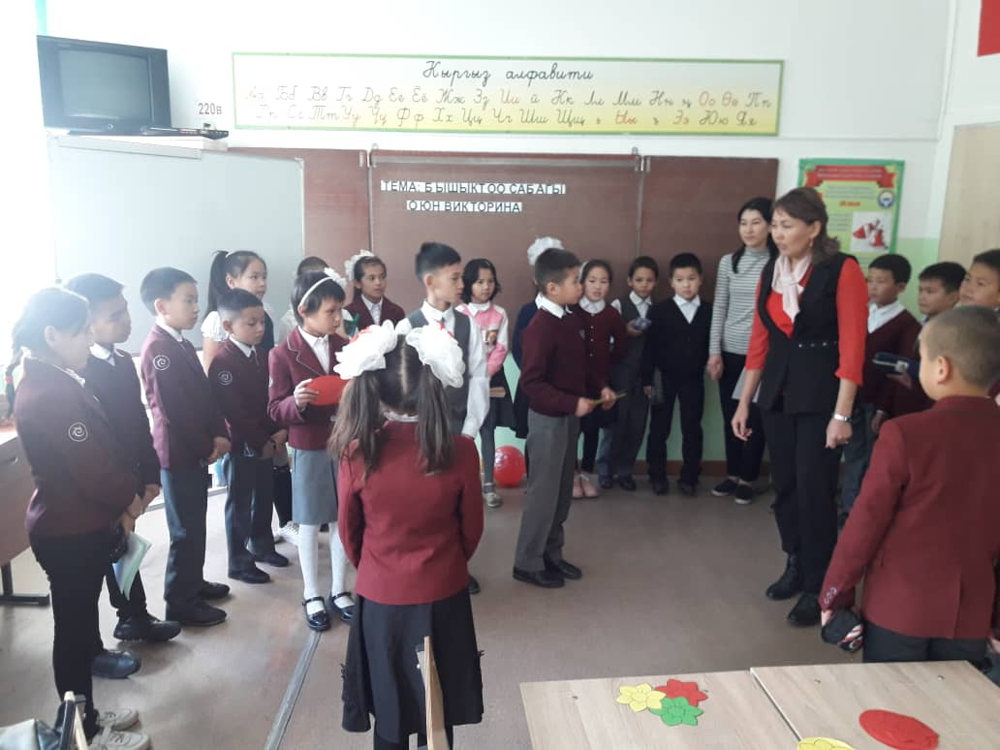 Кыргыз алфавити
Аа Бб Вв Гг Дд Ее Ёё Жж Зз Ии й Кк Лл Мм Нн ң Оо Өө Пп
Рр Сс Тт Уу Үү Фф Хх Цц Чч Шш Щщ ъ Ыы ь Ээ Юю Яя
220в
ТЕМА: БЫШЫКТОО САБАГЫ
ОЮН ВИКТОРИНА